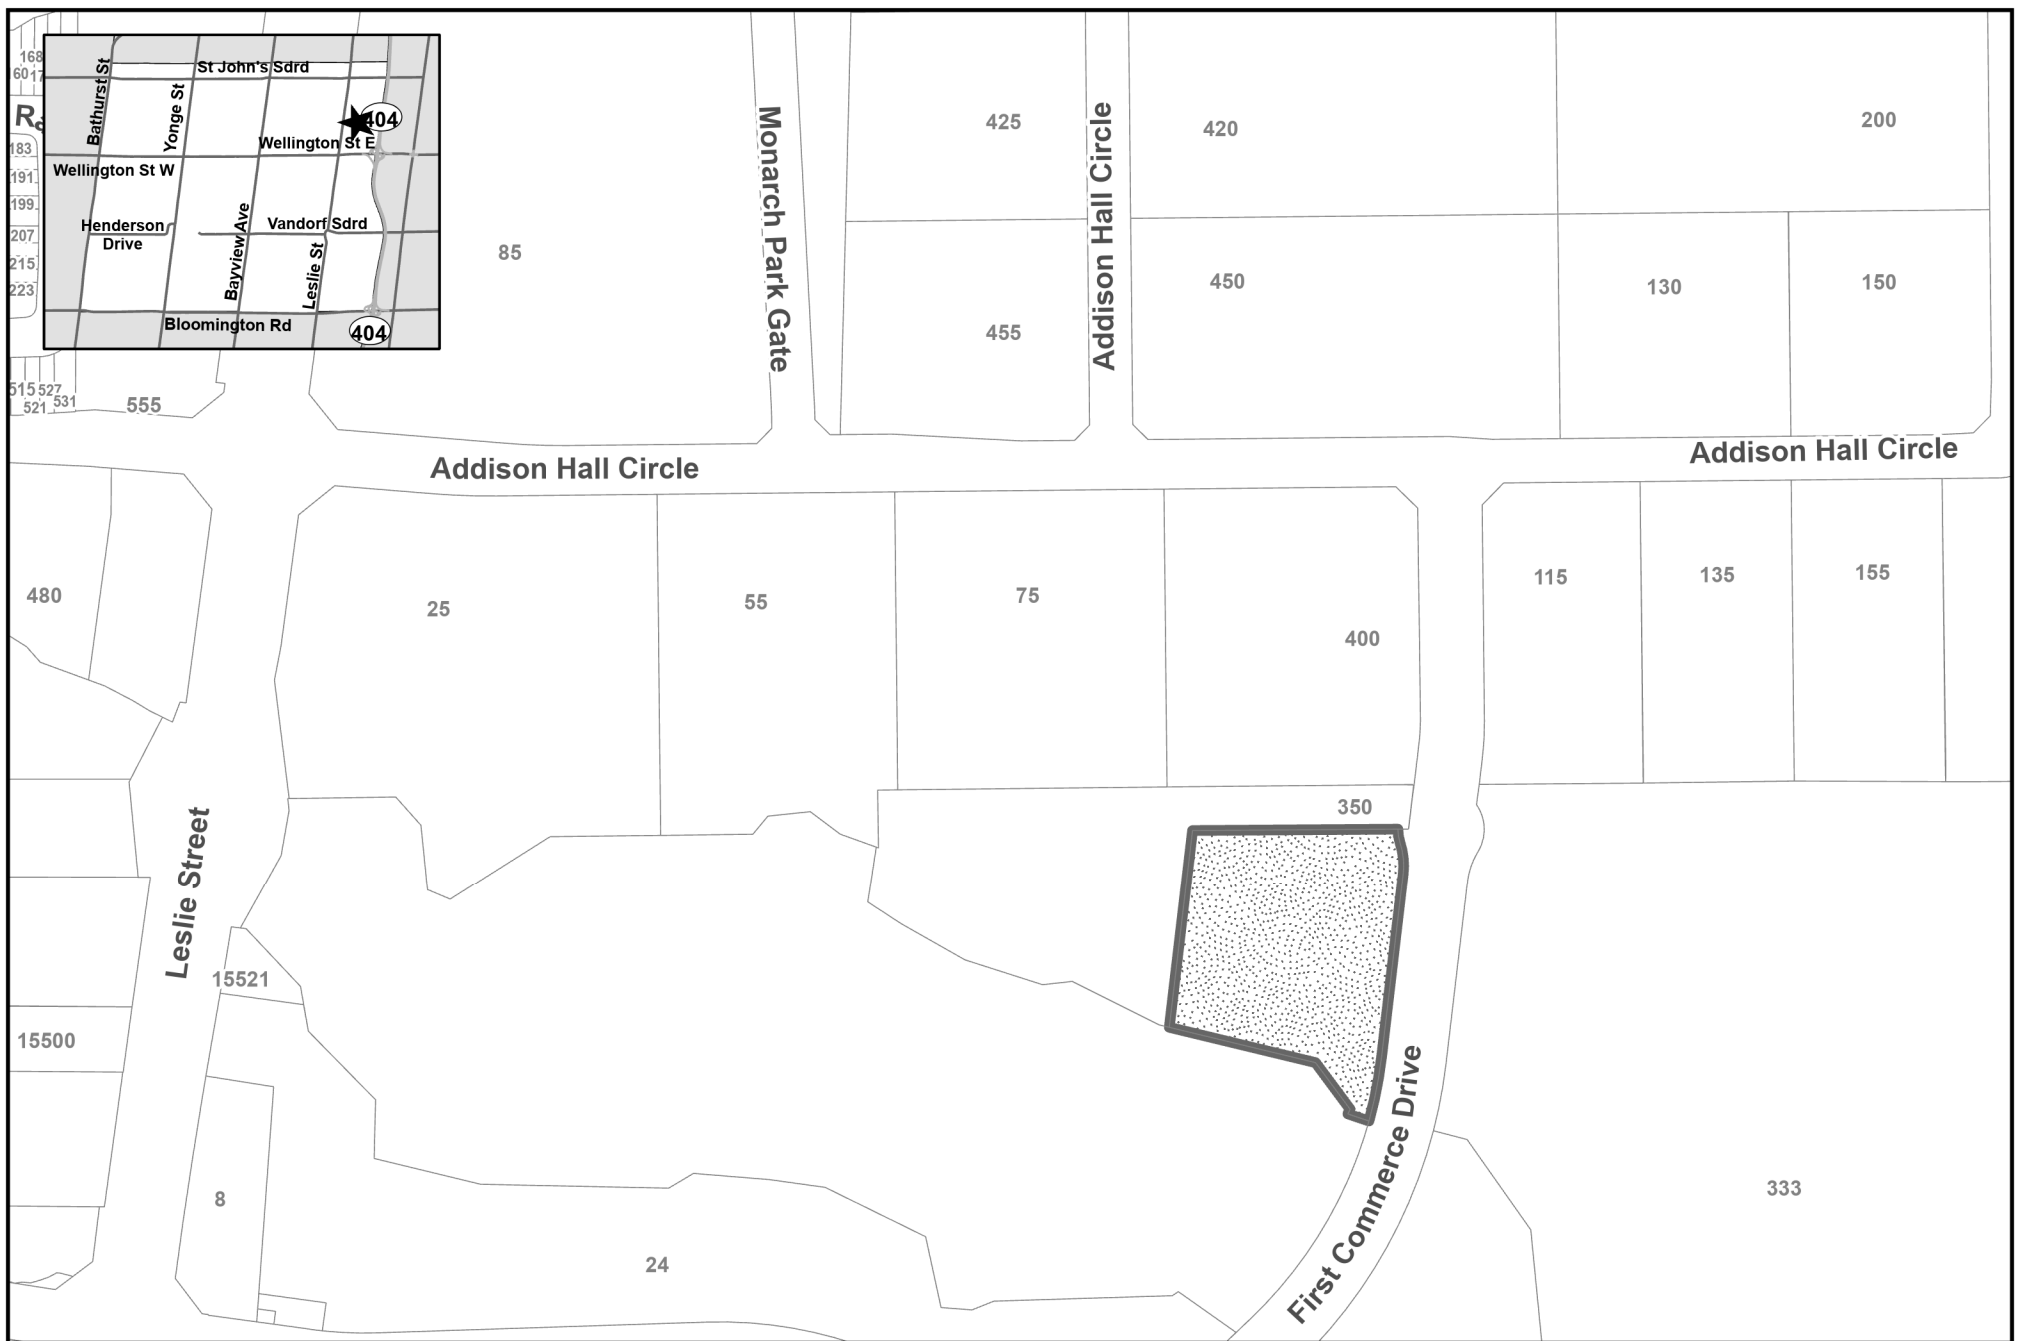 168
160
17
Ra
183
191
199
207
215
223
515
527
521
531
555
St John's Sdrd
Bathurst St
Yonge St
404
Wellington St E
Wellington St W
Henderson
Drive
Bayview Ave
Vandorf Sdrd
Leslie St
Bloomington Rd
404
85
Monarch Park Gate
425
455
Addison Hall Circle
420
200
450
130
150
Addison Hall Circle
Addison Hall Circle
480
25
55
75
400
115
135
155
350
Leslie Street
15521
15500
8
24
First Commerce Drive
333